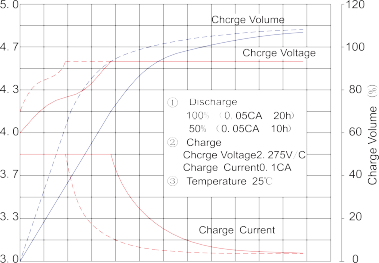 5.0
4.7
4.3
4.0
3.7
3.3
3.0
Chcrge Volume
Chcrge Voltage
① Discharge
100% (0.05CA 20h)
50% (0.05CA 10h)
② Charge
Chcrge Voltage2.275V/C
Charge Current0.1CA
③ Temperature 25℃
Charge Current
120
100
80
60
40
20
0
Charge Volume (%)